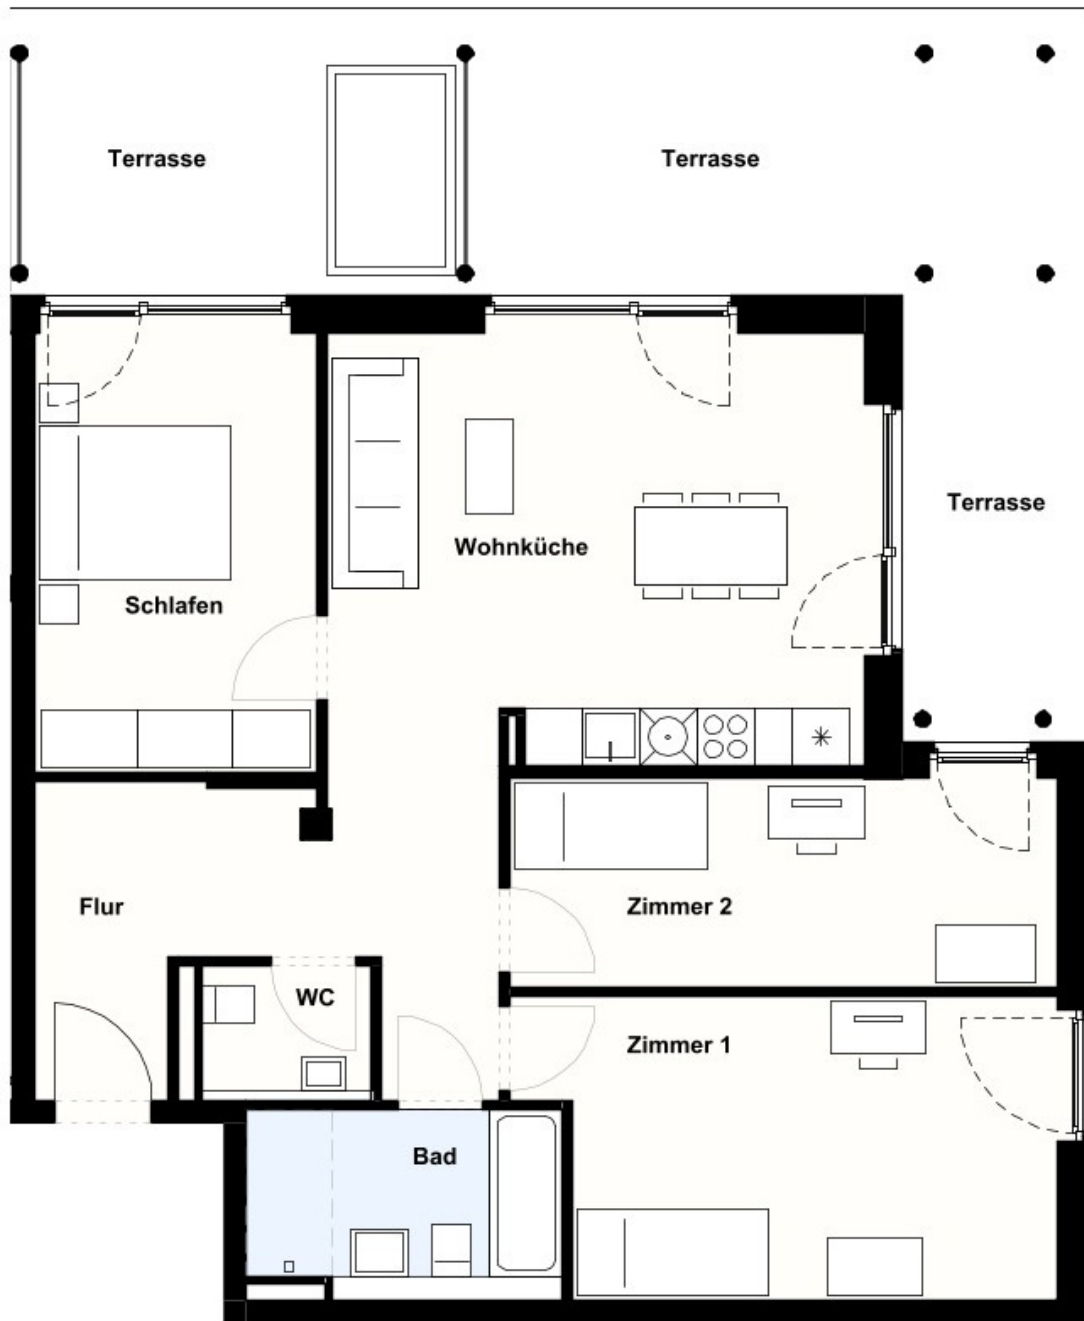 Terrasse
Terrasse
Terrasse
Wohnküche
Schlafen
Flur
Zimmer 2
WC
Zimmer 1
Bad